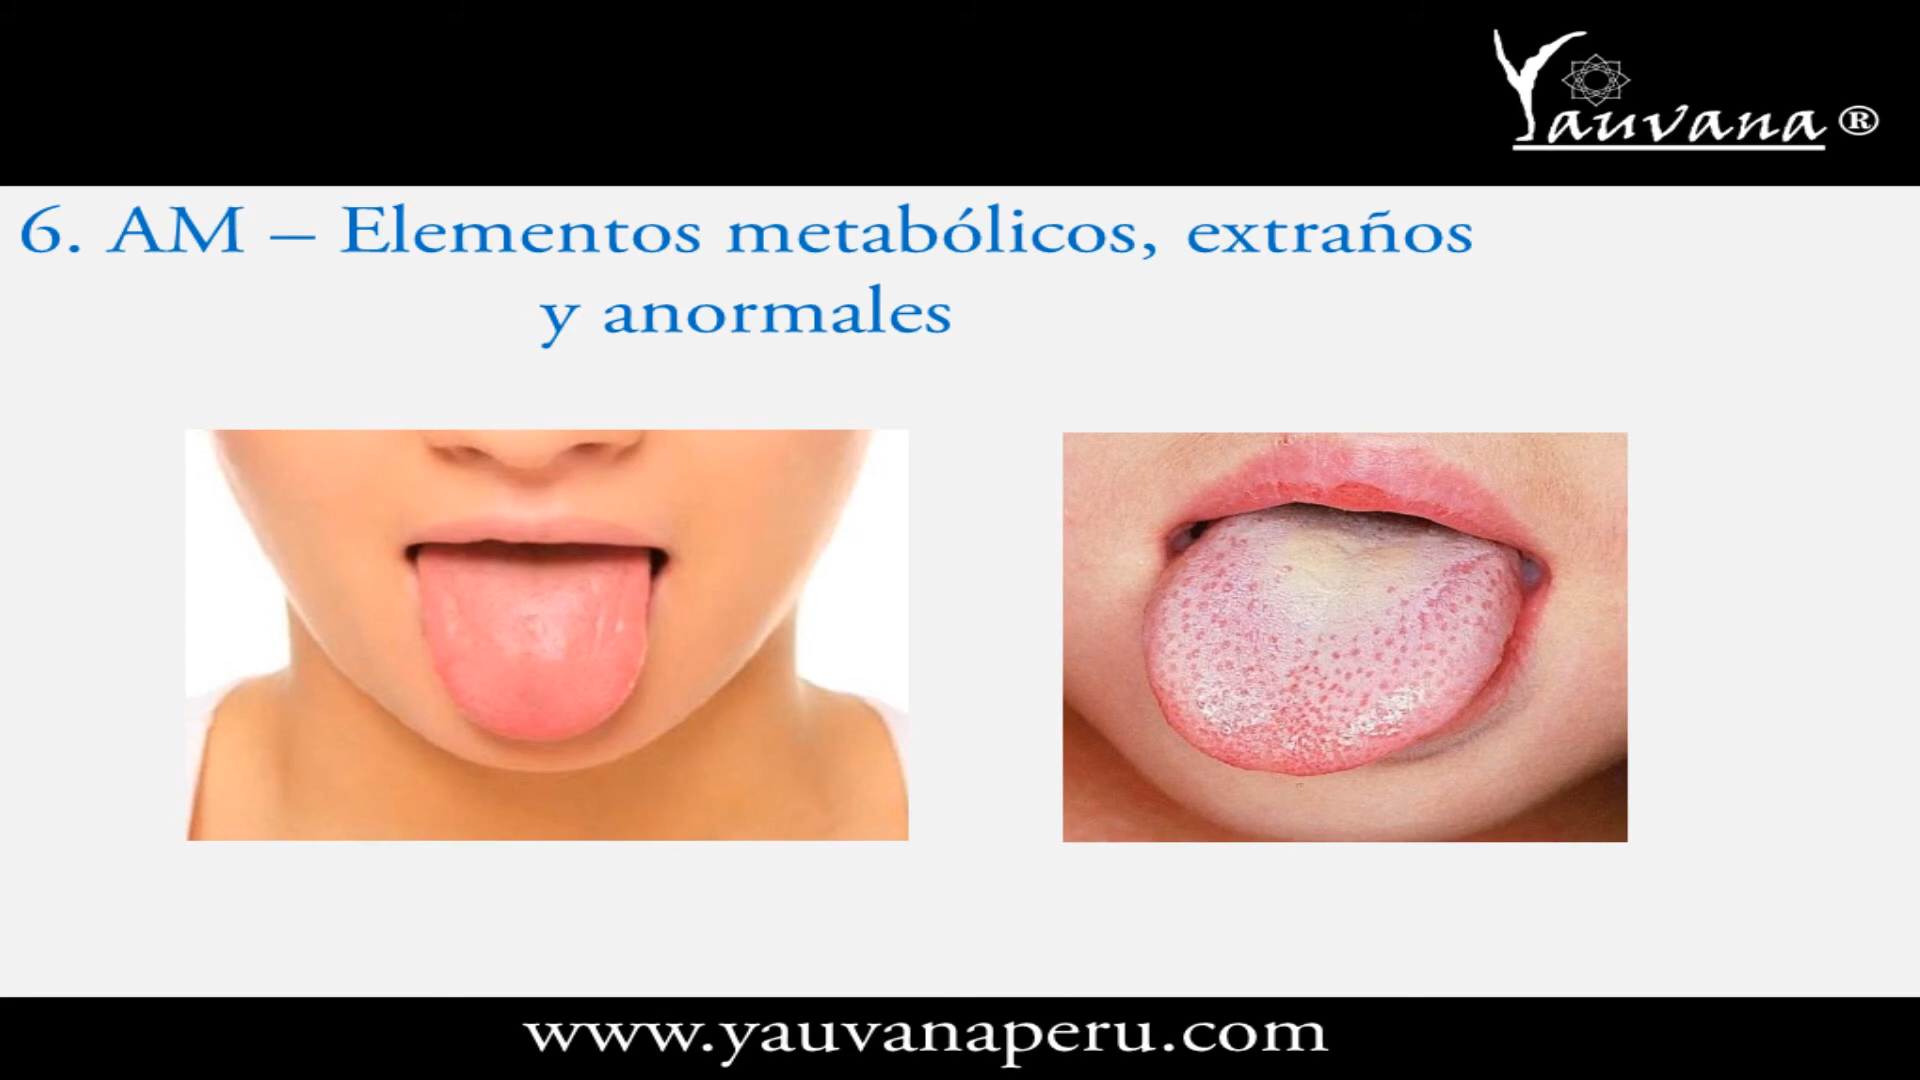 Yauvana ®
6. AM – Elementos metabólicos, extraños
y anormales
www.yauvanaperu.com